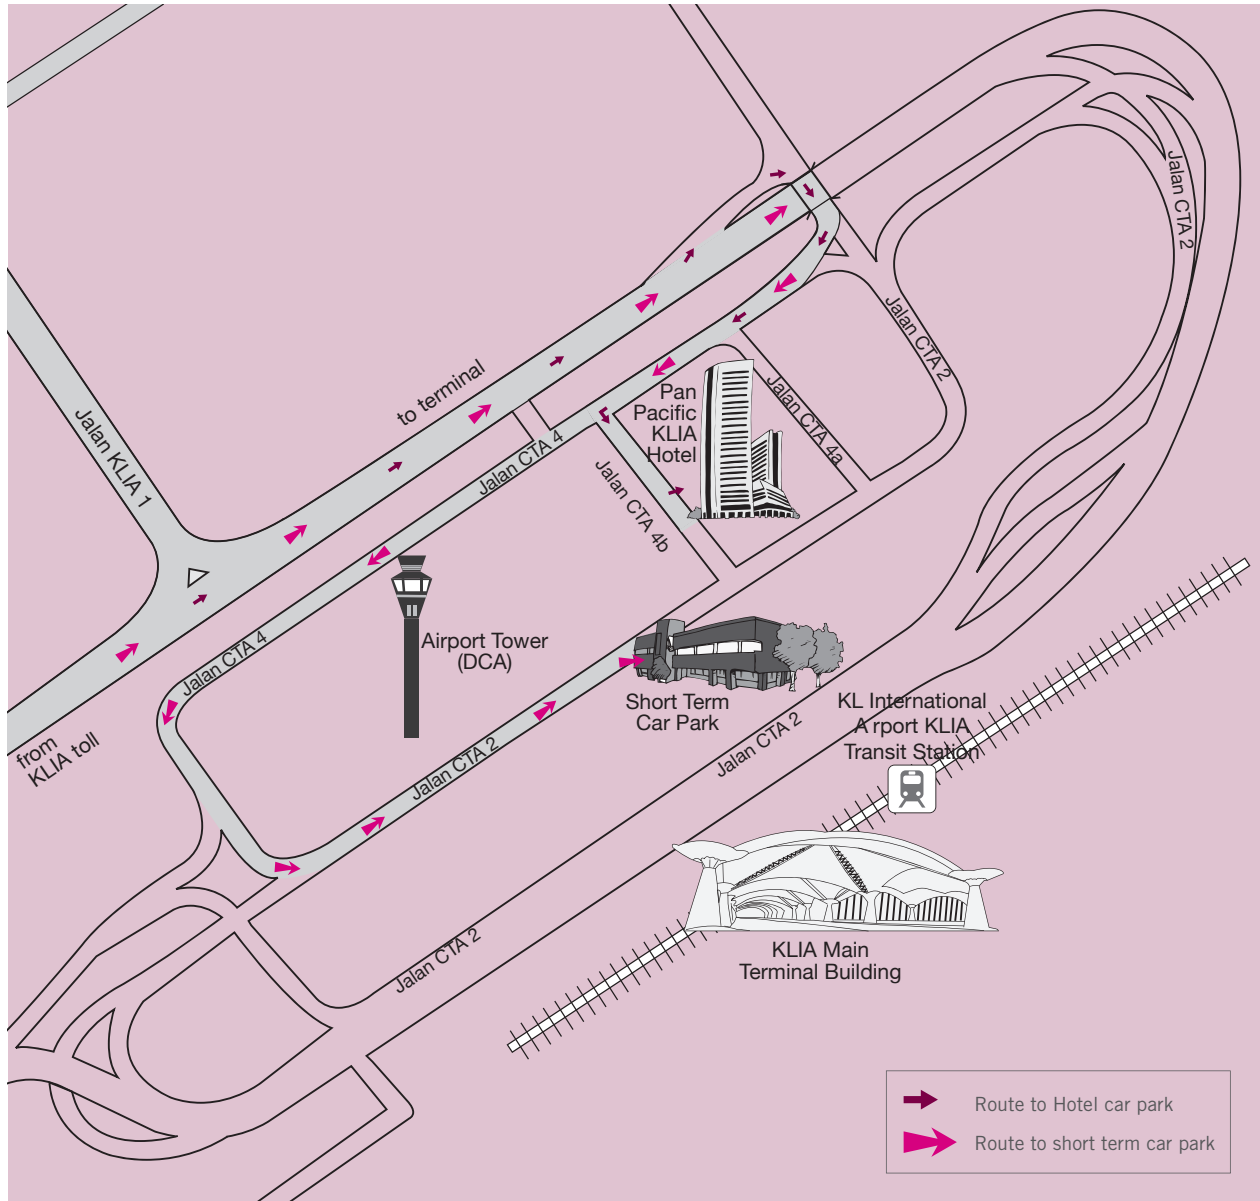 Jalan CTA 2
Jalan CTA 2
to terminal
Pan
Pacific
KLIA
Hotel
Jalan CTA 4a
Jalan KLIA 1
Jalan CTA 4
Jalan CTA 4b
Airport Tower
(DCA)
Jalan CTA 4
Short Term
Car Park
KL International
A rport KLIA
Transit Station
from
KLIA toll
Jalan CTA 2
Jalan CTA 2
Jalan CTA 2
KLIA Main
Terminal Building
Route to Hotel car park
Route to short term car park